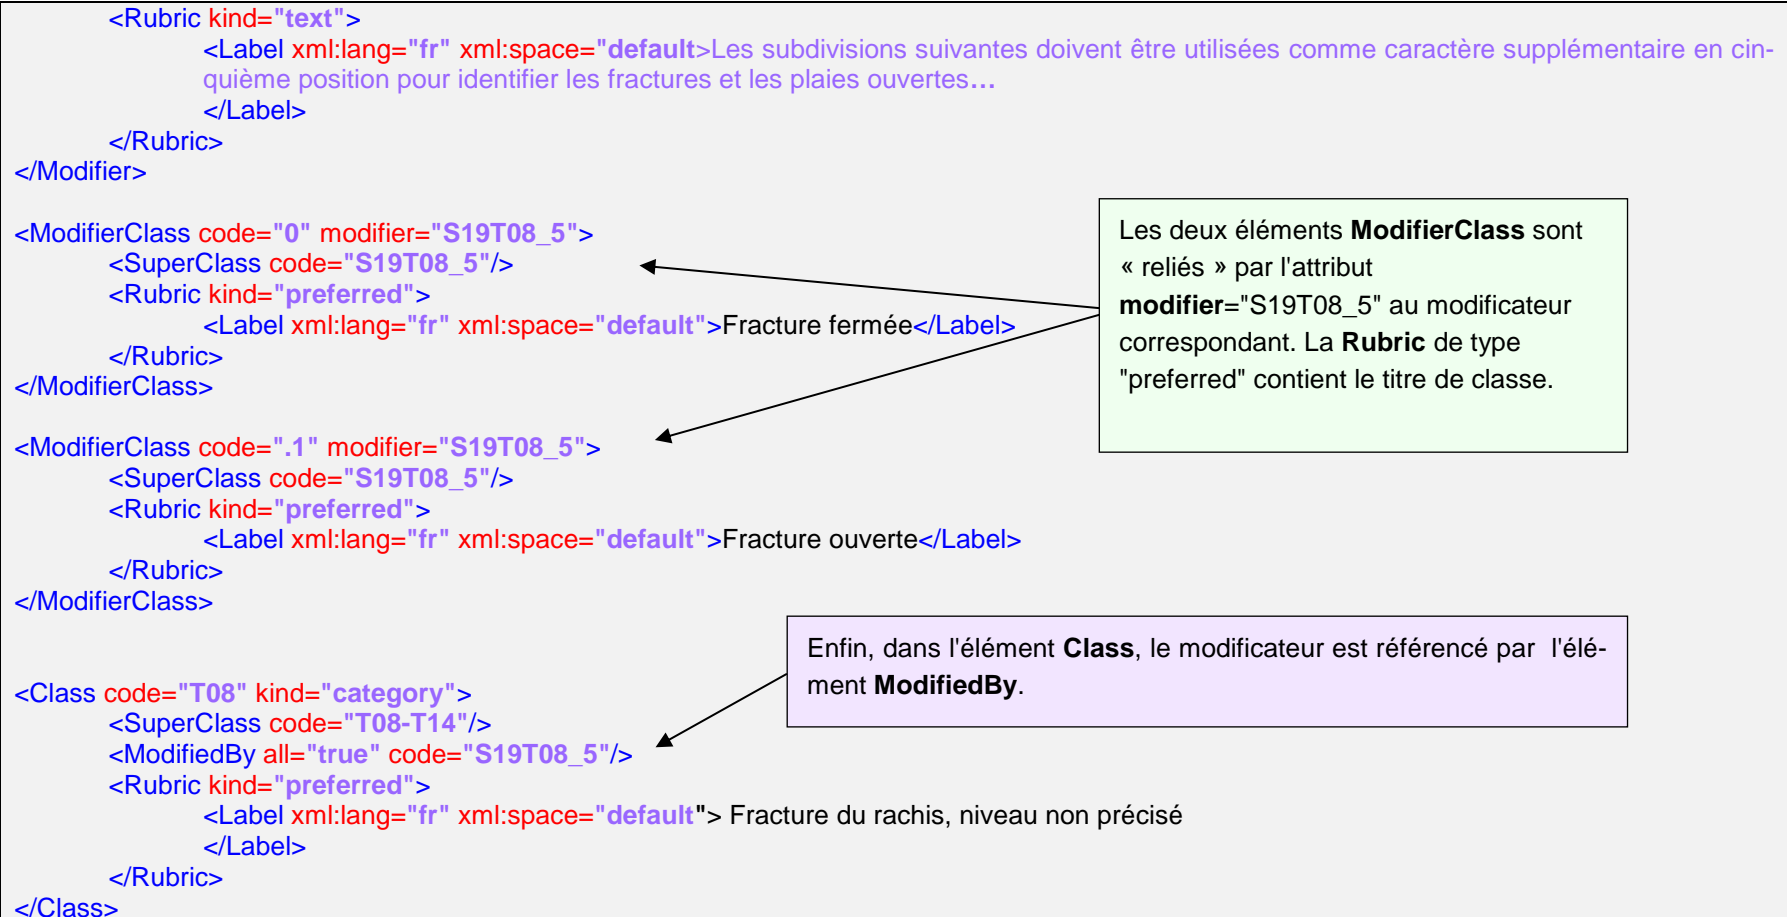 <Rubric kind="text">
<Label xml:lang="fr" xml:space="default>Les subdivisions suivantes doivent être utilisées comme caractère supplémentaire en cin-
quième position pour identifier les fractures et les plaies ouvertes…
</Label>
</Rubric>
</Modifier>
<ModifierClass code="0" modifier="S19T08_5">
<SuperClass code="S19T08_5"/>
<Rubric kind="preferred">
<Label xml:lang="fr" xml:space="default">Fracture fermée</Label>
</Rubric>
</ModifierClass>
Les deux éléments ModifierClass sont
« reliés » par l'attribut
modifier="S19T08_5" au modificateur
correspondant. La Rubric de type
"preferred" contient le titre de classe.
<ModifierClass code=".1" modifier="S19T08_5">
<SuperClass code="S19T08_5"/>
<Rubric kind="preferred">
<Label xml:lang="fr" xml:space="default">Fracture ouverte</Label>
</Rubric>
</ModifierClass>
Enfin, dans l'élément Class, le modificateur est référencé par l'élé-
ment ModifiedBy.
<Class code="T08" kind="category">
<SuperClass code="T08-T14"/>
<ModifiedBy all="true" code="S19T08_5"/>
<Rubric kind="preferred">
<Label xml:lang="fr" xml:space="default"> Fracture du rachis, niveau non précisé
</Label>
</Rubric>
</Class>